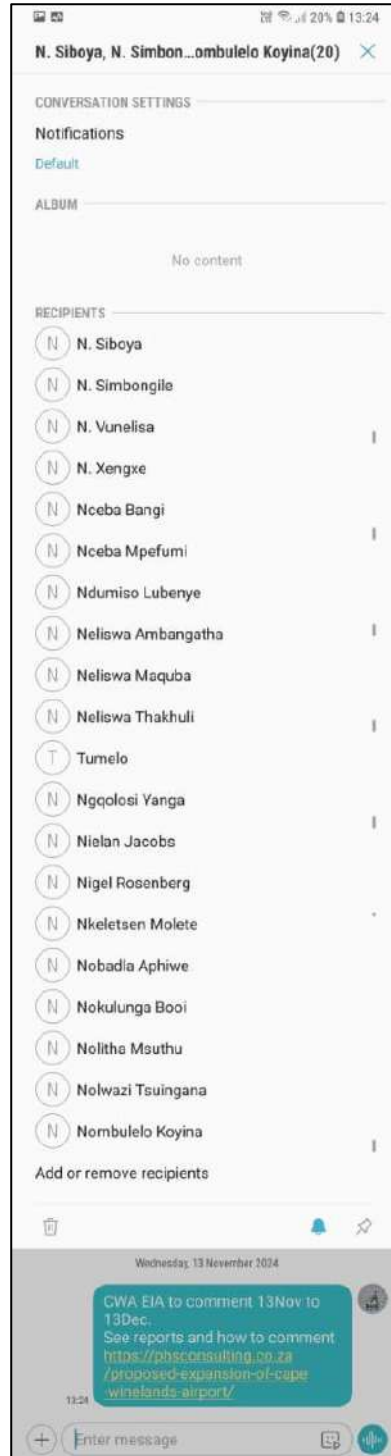 20% 13:24
N. Siboya, N. Simbon...ombulelo Koyina(20)
CONVERSATION SETTINGS
Notifications
Default
ALBUM
No content
RECIPIENTS
N N. Siboya
N N. Simbongile
N N. Vunelisa
N N. Xengxe
N Nceba Bangi
N Nceba Mpefumi
N Ndumiso Lubenye
N Neliswa Ambangatha
N Neliswa Maquba
N Neliswa Thakhuli
T Tumelo
N Ngqolosi Yanga
N Nielan Jacobs
N Nigel Rosenberg
N Nkeletsen Molete
N Nobadla Aphiwe
N Nokulunga Booi
N Nolitha Msuthu
N Nolwazi Tsuingana
N Nombulelo Koyina
Add or remove recipients
Wednesday, 13 November 2024
CWA EIA to comment 13Nov to
13Dec.
See reports and how to comment
https://phsconsulting.co.za
/proposed-expansion-of-cape
-winelands-airport/
13:24
Enter message